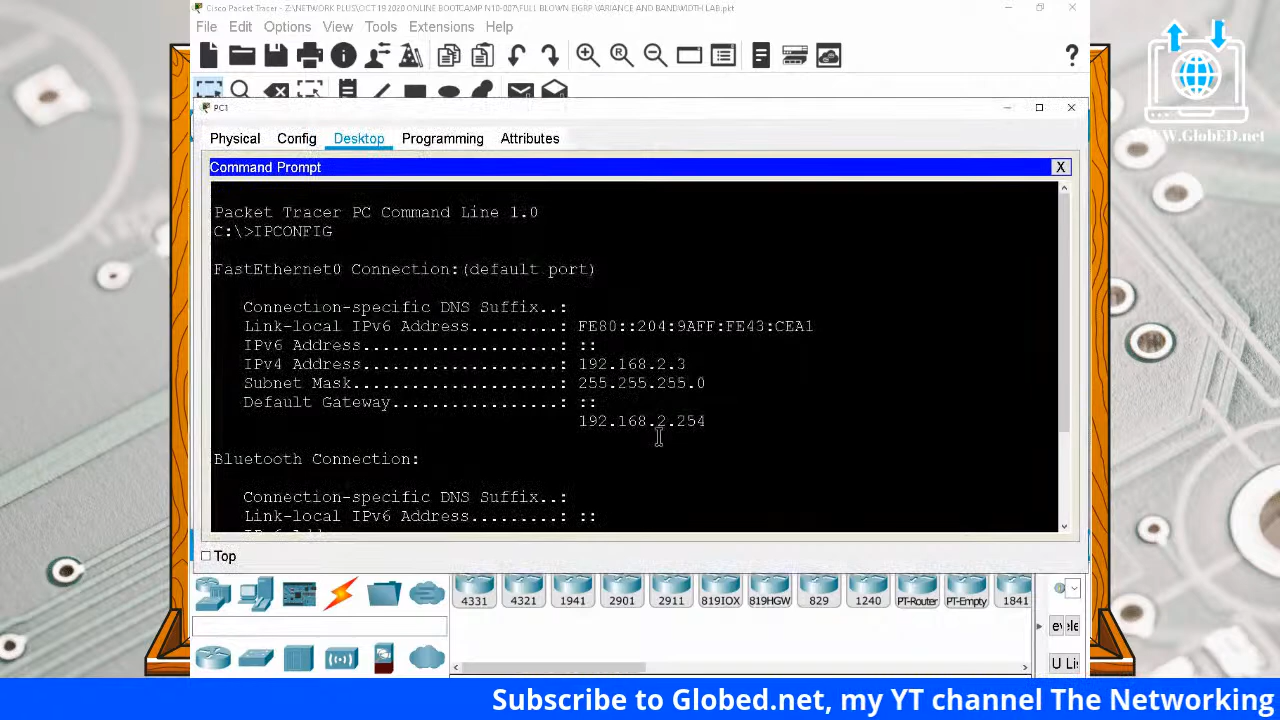 Cisco Packet Tracer - Z:\NETWORK PLUS\OCT 19 2020 ONLINE BOOTCAMP N10-007\FULL BLOWN EIGRP VARIANCE AND BANDWIDTH LAB.pkt
File Edit Options View Tools Extensions Help
?
WWW.GlobED.net
PC1
Physical Config Desktop Programming Attributes
Command Prompt X
Packet Tracer PC Command Line 1.0
C:\>IPCONFIG
FastEthernet0 Connection:(default port)
Connection-specific DNS Suffix..:
Link-local IPv6 Address.........: FE80::204:9AFF:FE43:CEA1
IPv6 Address....................: ::
IPv4 Address....................: 192.168.2.3
Subnet Mask.....................: 255.255.255.0
Default Gateway.................: ::
192.168.2.254
Bluetooth Connection:
Connection-specific DNS Suffix..:
Link-local IPv6 Address.........: ::
Top
4331 4321 1941 2901 2911 819IOX 819HGW 829 1240 PT-Router PT-Empty 1841
Subscribe to Globed.net, my YT channel The Networking